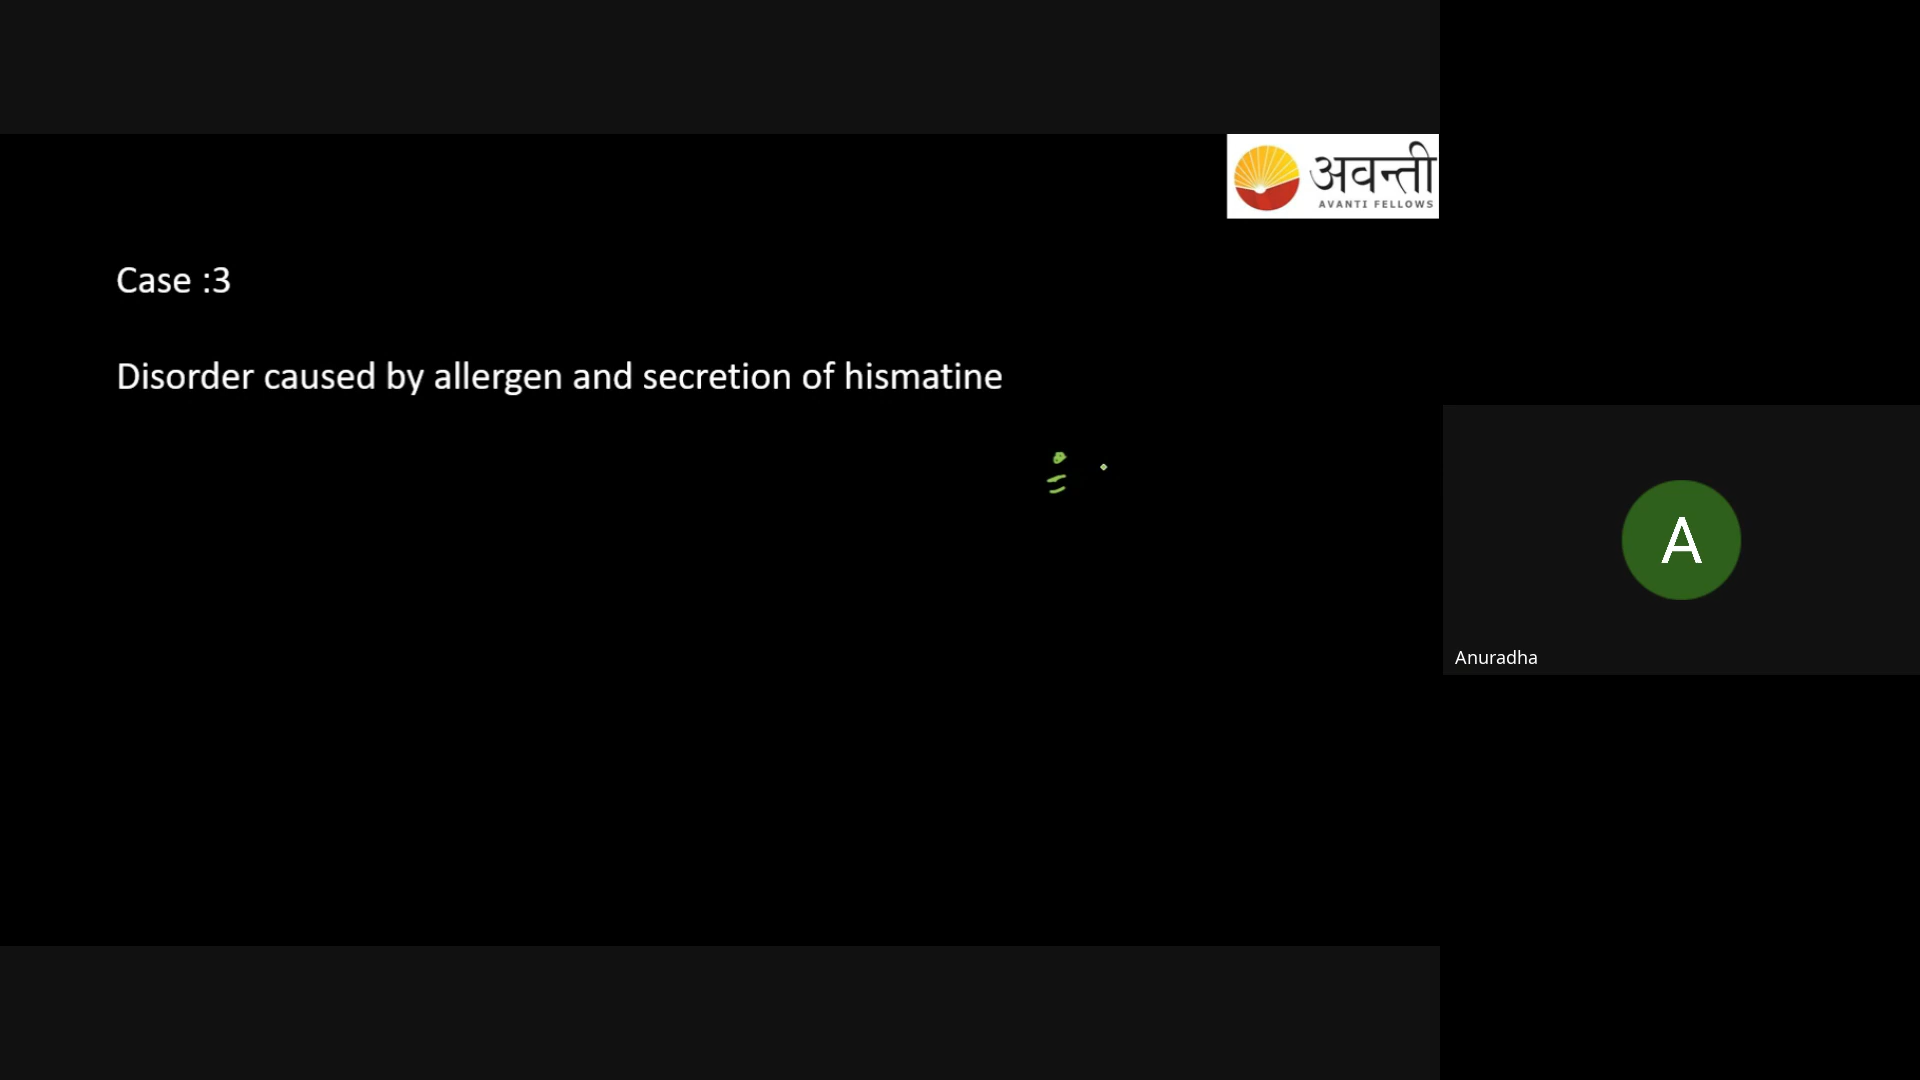 अवन्ती
AVANTI FELLOWS
Case :3
Disorder caused by allergen and secretion of hismatine
A
Anuradha